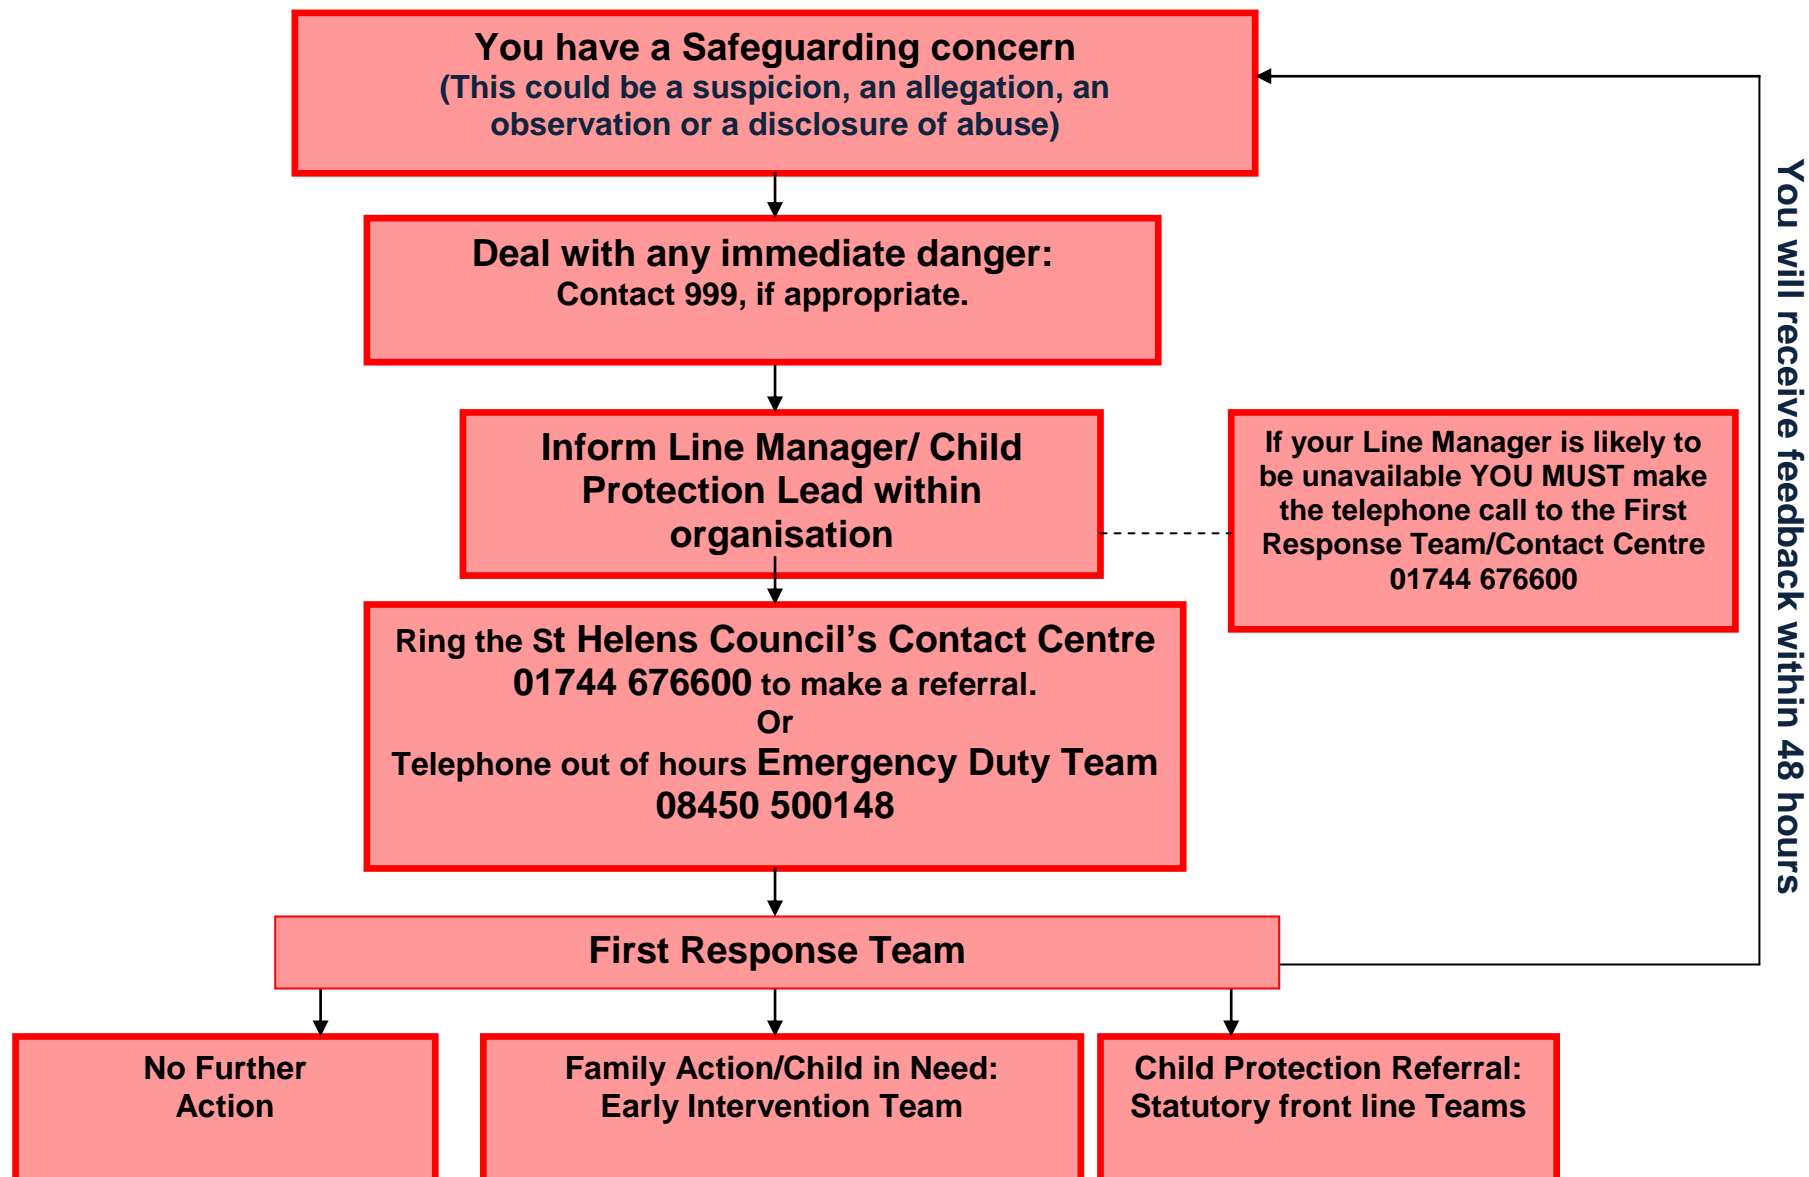 You have a Safeguarding concern
(This could be a suspicion, an allegation, an
observation or a disclosure of abuse)
Deal with any immediate danger:
Contact 999, if appropriate.
Inform Line Manager/ Child
Protection Lead within
organisation
If your Line Manager is likely to
be unavailable YOU MUST make
the telephone call to the First
Response Team/Contact Centre
01744 676600
Ring the St Helens Council’s Contact Centre
01744 676600 to make a referral.
Or
Telephone out of hours Emergency Duty Team
08450 500148
First Response Team
No Further
Action
Family Action/Child in Need:
Early Intervention Team
Child Protection Referral:
Statutory front line Teams
You will receive feedback within 48 hours